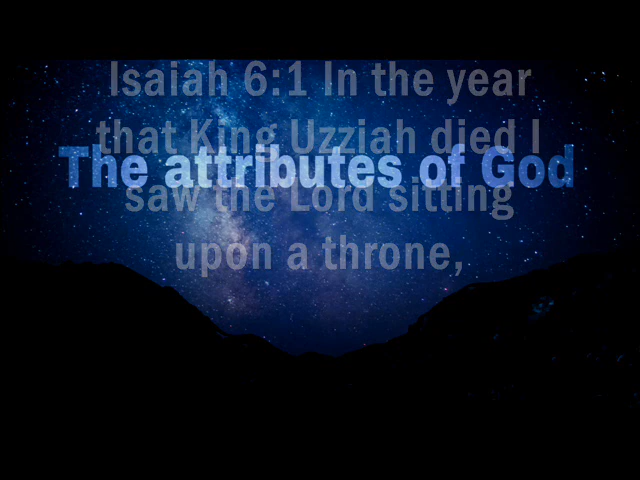 Isaiah 6:1 In the year
that King Uzziah died I
The attributes of God
saw the Lord sitting
upon a throne,